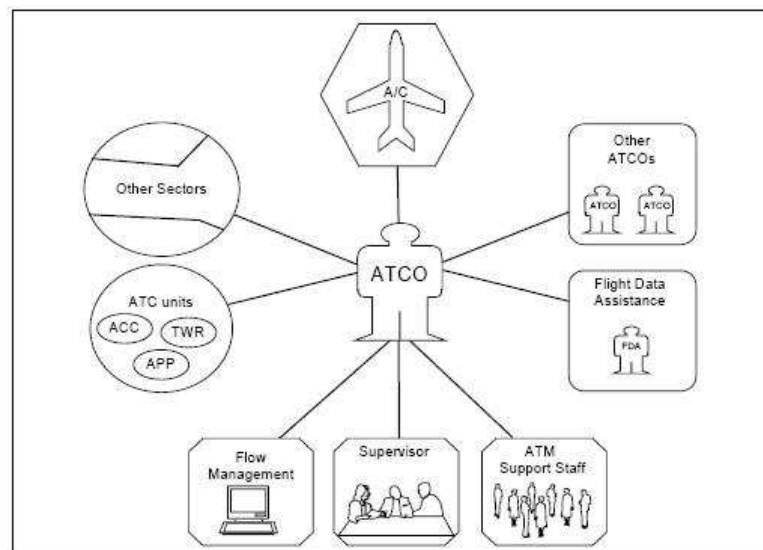 A/C
Other Sectors
Other
ATCOs
ATCO ATCO
ATCO
ATC units
ACC TWR
APP
Flight Data
Assistance
FDA
Flow
Management
Supervisor
ATM
Support Staff